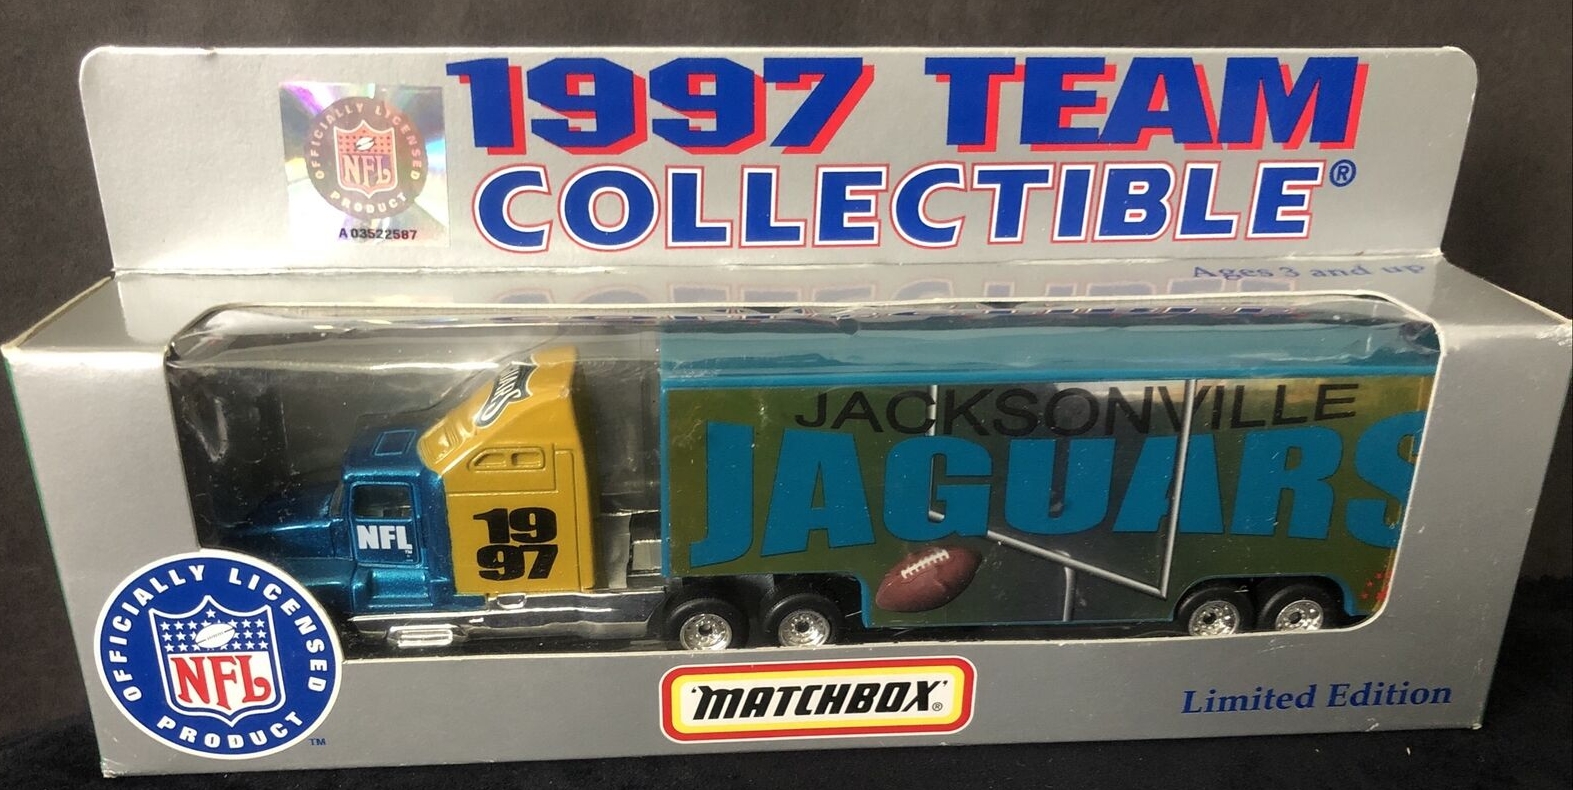 1997 TEAM
COLLECTIBLE®
OFFICIALLY LICENSED
NFL
PRODUCT
A 03522587
Ages 3 and up
JACKSONVILLE
JAGUARS
NFL
19
97
OFFICIALLY LICENSED
NFL
PRODUCT
TM
'MATCHBOX'®
Limited Edition